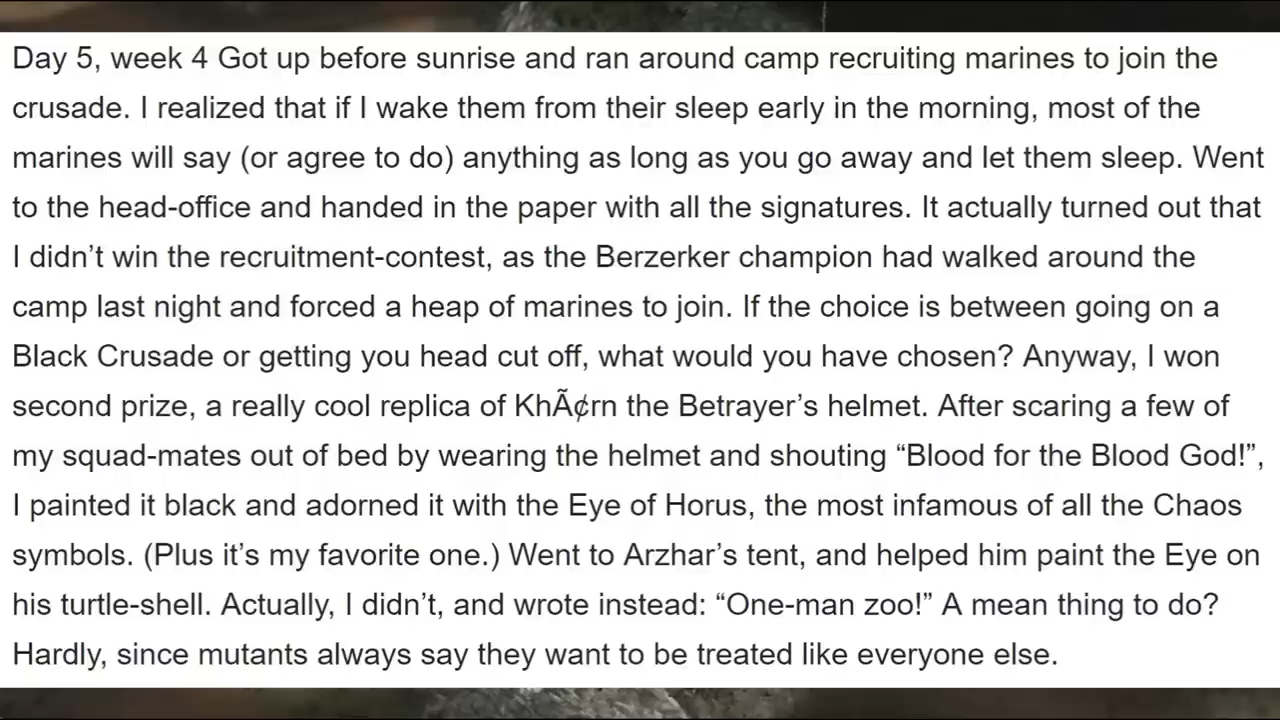 Day 5, week 4 Got up before sunrise and ran around camp recruiting marines to join the
crusade. I realized that if I wake them from their sleep early in the morning, most of the
marines will say (or agree to do) anything as long as you go away and let them sleep. Went
to the head-office and handed in the paper with all the signatures. It actually turned out that
I didn’t win the recruitment-contest, as the Berzerker champion had walked around the
camp last night and forced a heap of marines to join. If the choice is between going on a
Black Crusade or getting you head cut off, what would you have chosen? Anyway, I won
second prize, a really cool replica of KhÃ¢rn the Betrayer’s helmet. After scaring a few of
my squad-mates out of bed by wearing the helmet and shouting “Blood for the Blood God!”,
I painted it black and adorned it with the Eye of Horus, the most infamous of all the Chaos
symbols. (Plus it’s my favorite one.) Went to Arzhar’s tent, and helped him paint the Eye on
his turtle-shell. Actually, I didn’t, and wrote instead: “One-man zoo!” A mean thing to do?
Hardly, since mutants always say they want to be treated like everyone else.